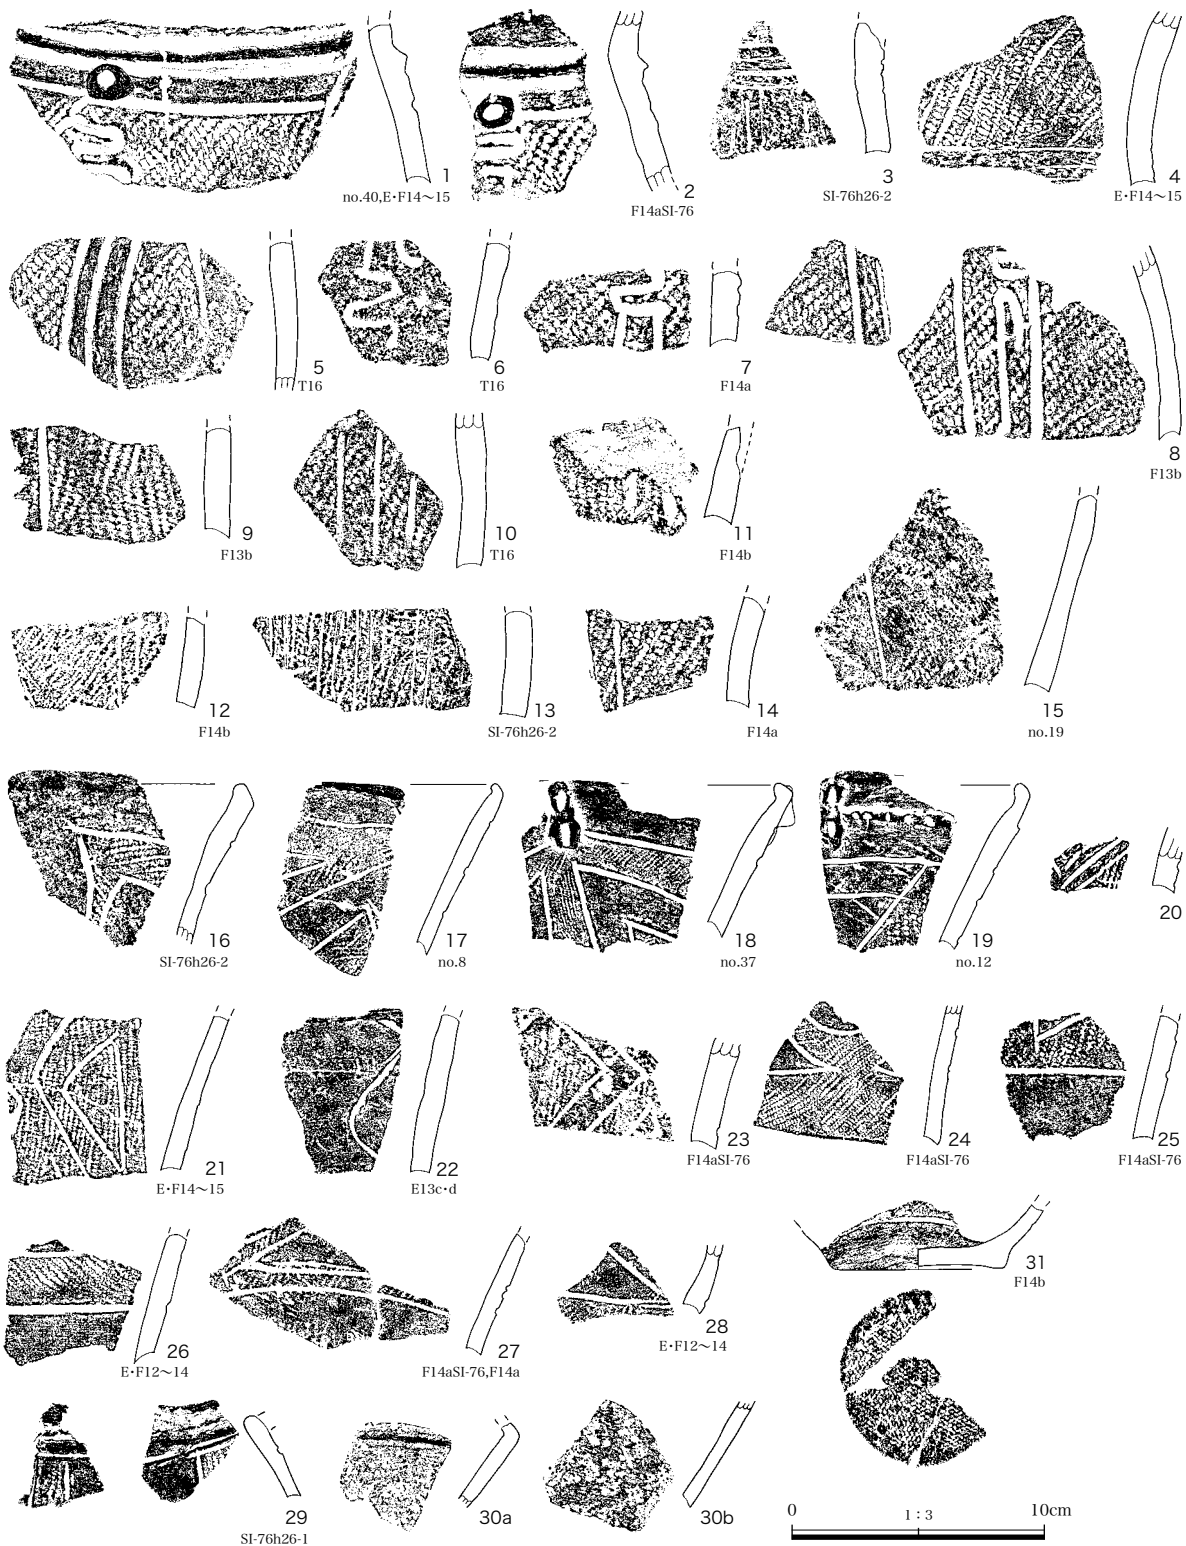 1
no.40,E・F14～15
2
F14aSI-76
3
SI-76h26-2
4
E・F14～15
5
T16
6
T16
7
F14a
8
F13b
9
F13b
10
T16
11
F14b
12
F14b
13
SI-76h26-2
14
F14a
15
no.19
16
SI-76h26-2
17
no.8
18
no.37
19
no.12
20
21
E・F14～15
22
E13c・d
23
F14aSI-76
24
F14aSI-76
25
F14aSI-76
26
E・F12～14
27
F14aSI-76,F14a
28
E・F12～14
31
F14b
29
SI-76h26-1
30a
30b
0 1：3 10cm